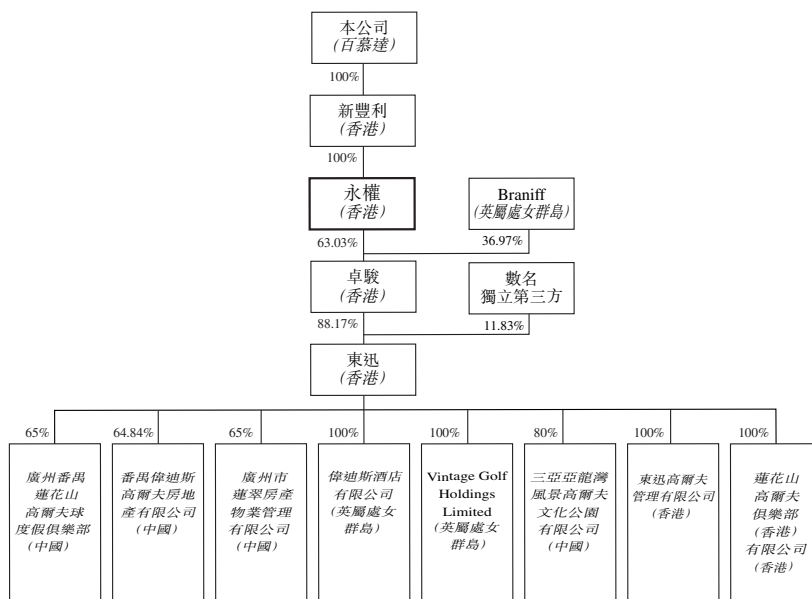 本公司
(百慕達)
100%
新豐利
(香港)
100%
永權
(香港)
Braniff
(英屬處女群島)
63.03%
36.97%
卓駿
(香港)
數名
獨立第三方
88.17%
11.83%
東迅
(香港)
65%
64.84%
65%
100%
100%
80%
100%
100%
廣州番禺
蓮花山
高爾夫球
度假俱樂部
(中國)
番禺偉迪斯
高爾夫房地
產有限公司
(中國)
廣州市
蓮翠房產
物業管理
有限公司
(中國)
偉迪斯酒店
有限公司
(英屬處女
群島)
Vintage Golf
Holdings
Limited
(英屬處女
群島)
三亞亞龍灣
風景高爾夫
文化公園
有限公司
(中國)
東迅高爾夫
管理有限公司
(香港)
蓮花山
高爾夫
俱樂部
(香港)
有限公司
(香港)